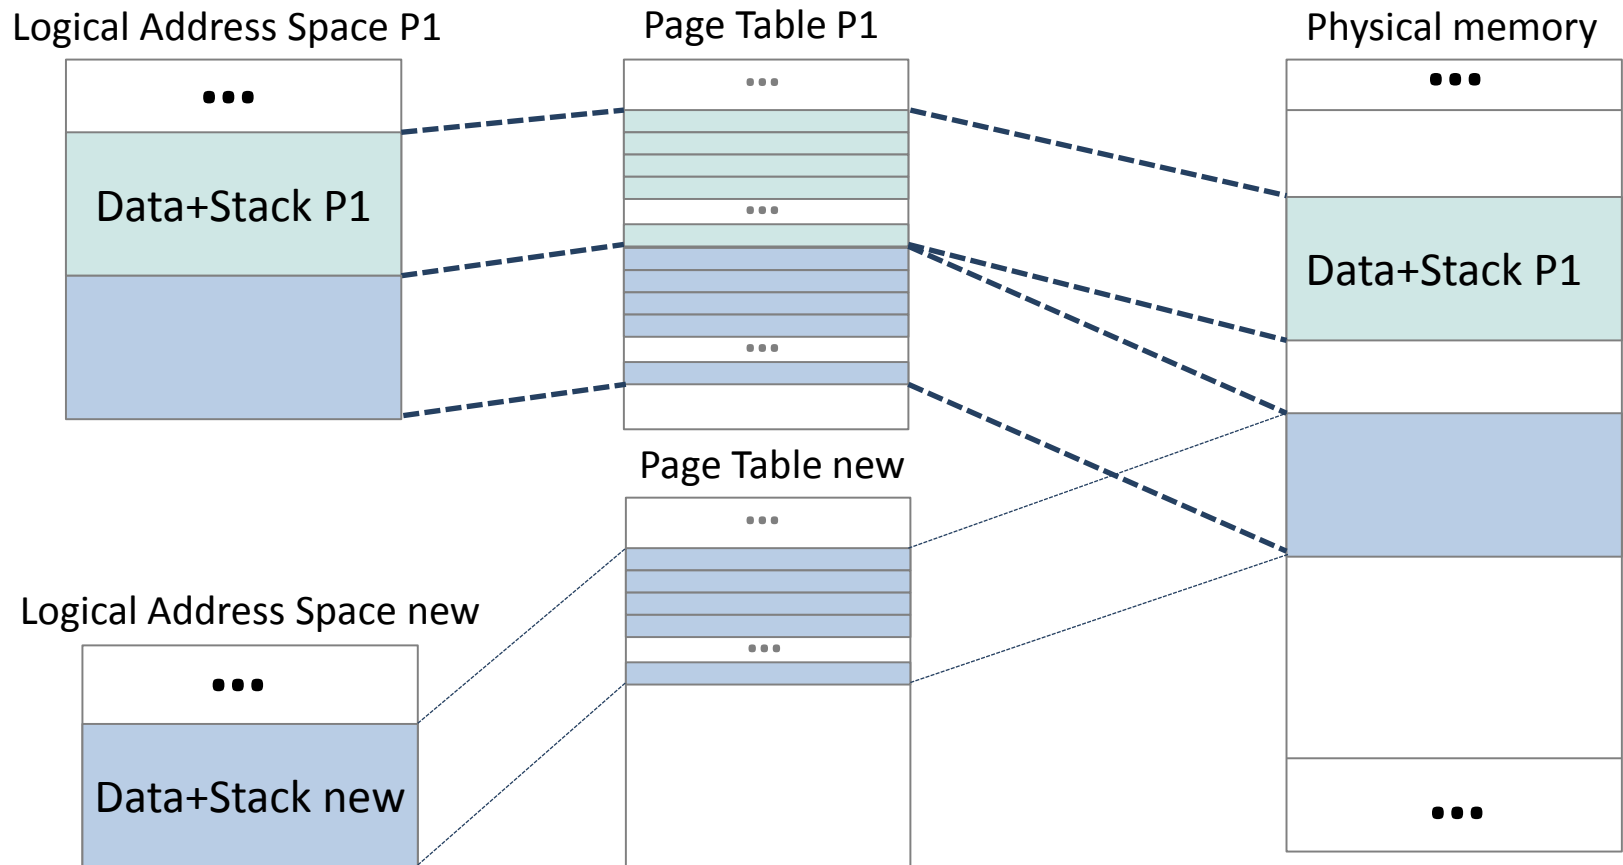 Logical Address Space P1
Page Table P1
Physical memory
...
...
...
Data+Stack P1
...
Data+Stack P1
...
Page Table new
...
Logical Address Space new
...
...
Data+Stack new
...